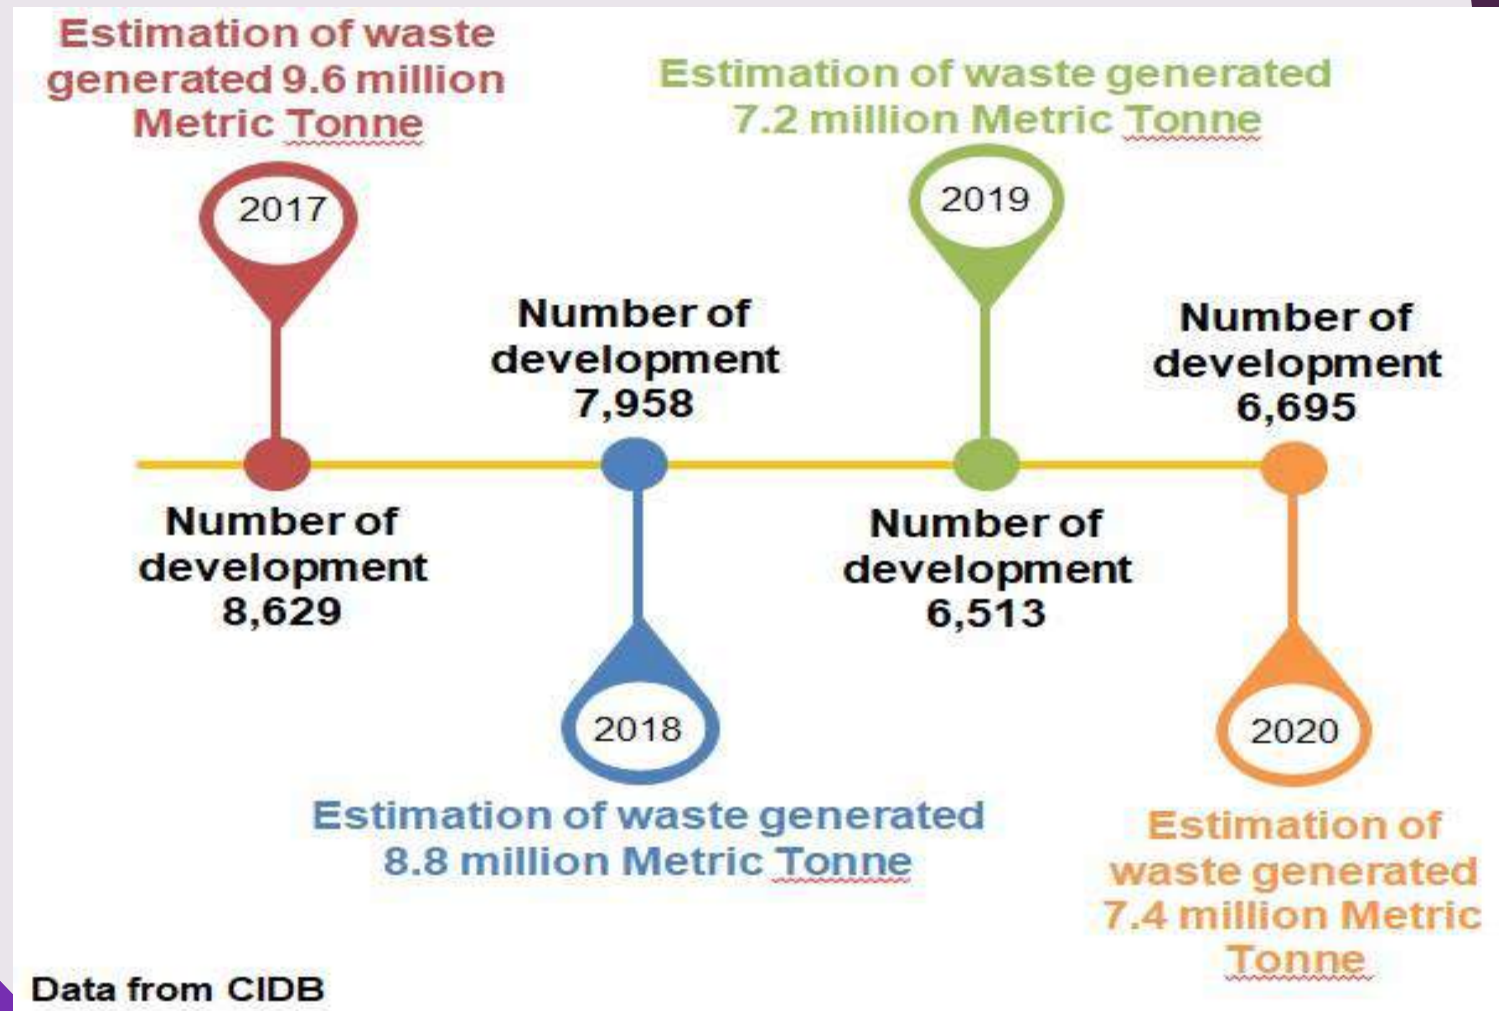 Estimation of waste
generated 9.6 million
Metric Tonne
2017
Number of
development
8,629
Number of
development
7,958
2018
Estimation of waste generated
8.8 million Metric Tonne
Estimation of waste generated
7.2 million Metric Tonne
2019
Number of
development
6,513
Number of
development
6,695
2020
Estimation of
waste generated
7.4 million Metric
Tonne
Data from CIDB